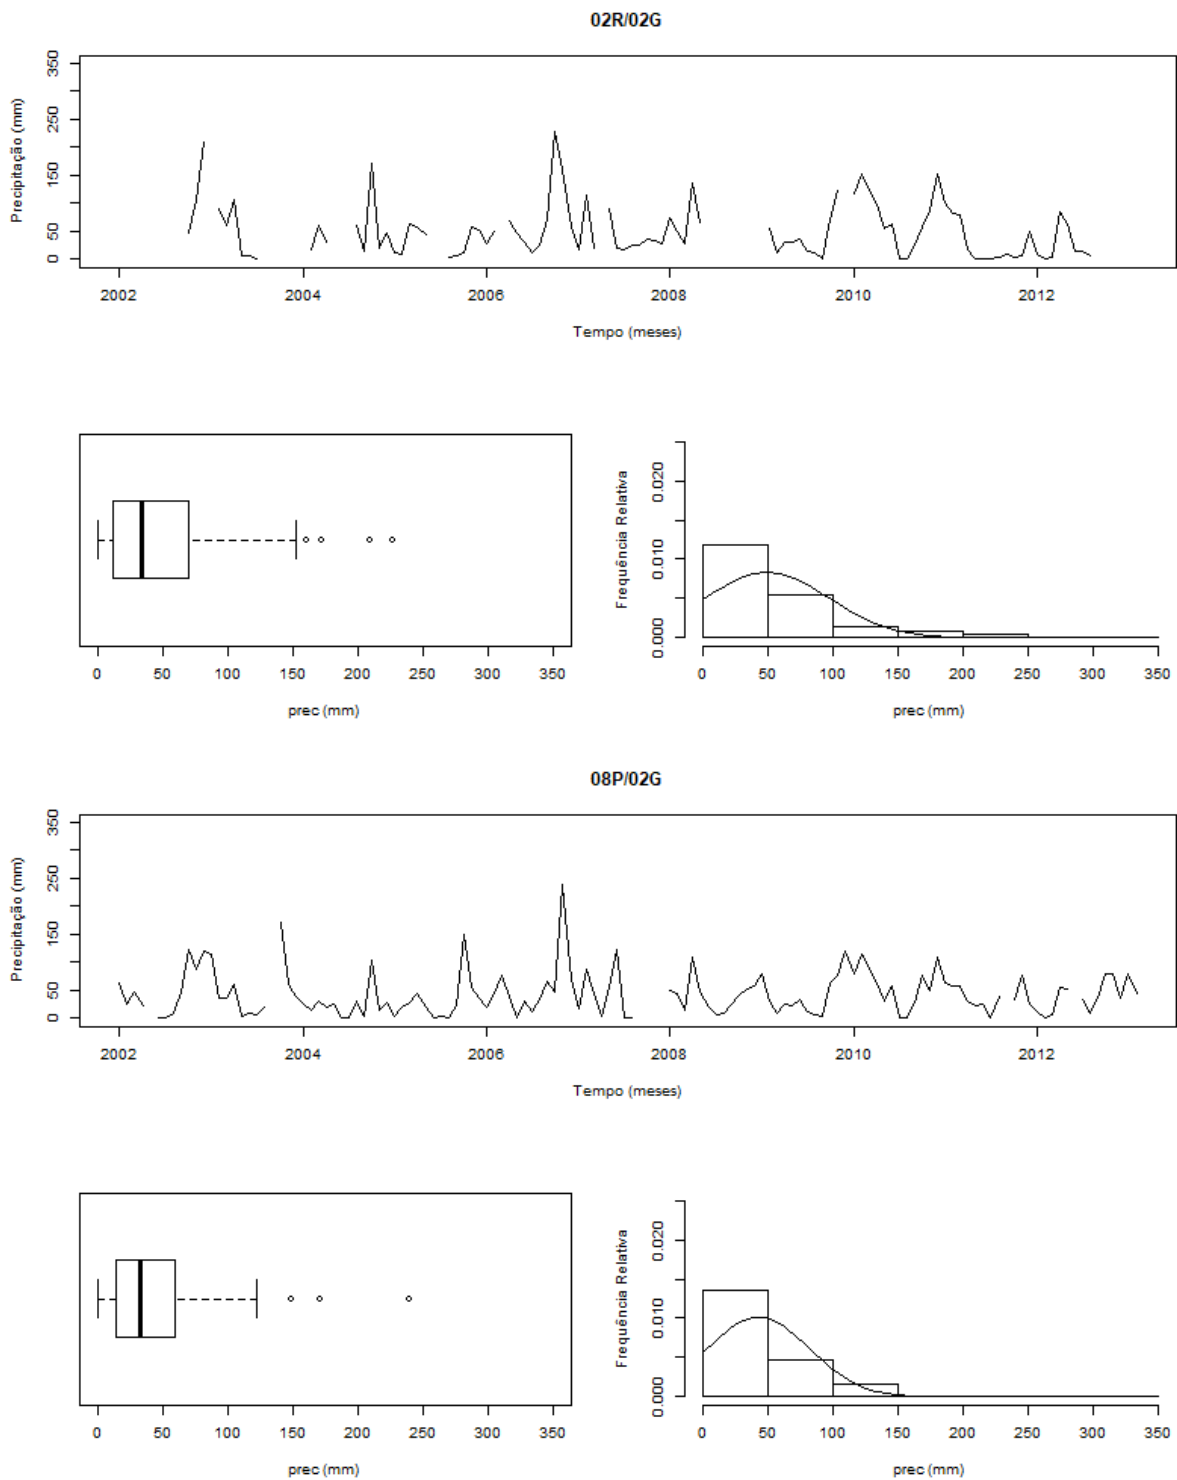 02R/02G
Precipitação (mm)
0 50 150 250 350
2002 2004 2006 2008 2010 2012
Tempo (meses)
0 50 100 150 200 250 300 350
prec (mm)
Frequência Relativa
0.000 0.010 0.020
0 50 100 150 200 250 300 350
prec (mm)
08P/02G
Precipitação (mm)
0 50 150 250 350
2002 2004 2006 2008 2010 2012
Tempo (meses)
0 50 100 150 200 250 300 350
prec (mm)
Frequência Relativa
0.000 0.010 0.020
0 50 100 150 200 250 300 350
prec (mm)